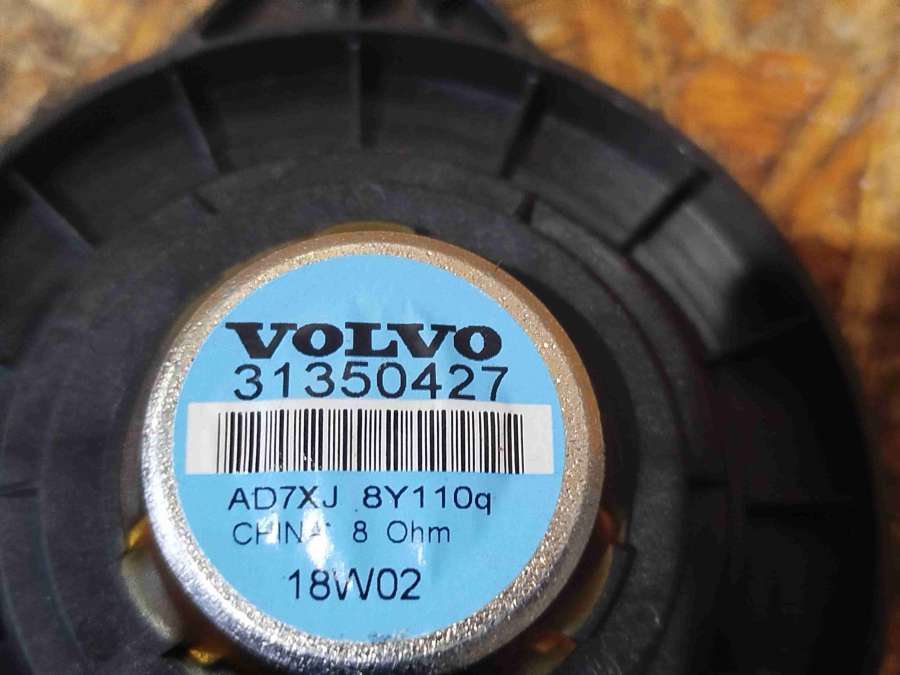 VOLVO
31350427
AD7XJ 8Y110q
CHINA 8 Ohm
18W02